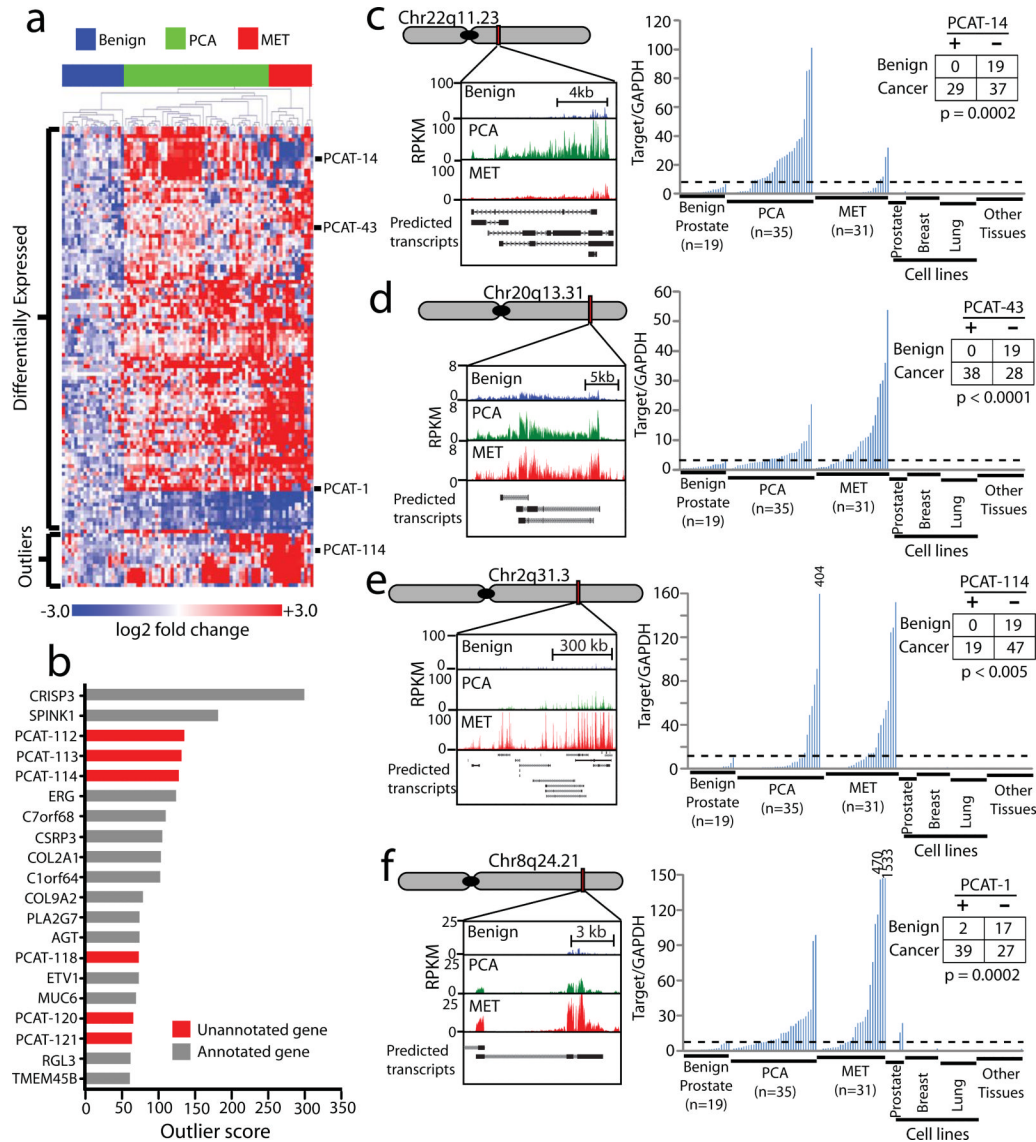 a
Benign PCA MET
Differentially Expressed
Outliers
PCAT-14
PCAT-43
PCAT-1
PCAT-114
-3.0 +3.0
log2 fold change
b
CRISP3
SPINK1
PCAT-112
PCAT-113
PCAT-114
ERG
C7orf68
CSRP3
COL2A1
C1orf64
COL9A2
PLA2G7
AGT
PCAT-118
ETV1
MUC6
PCAT-120
PCAT-121
RGL3
TMEM45B
Unannotated gene
Annotated gene
0 50 100 150 200 250 300 350
Outlier score
c
Chr22q11.23
100
Benign
4kb
0
100
PCA
RPKM
0
100
MET
0
Predicted
transcripts
Target/GAPDH
120
100
80
60
40
20
0
PCAT-14
+ −
Benign 0 19
Cancer 29 37
p = 0.0002
Benign
Prostate
(n=19)
PCA
(n=35)
MET
(n=31)
Prostate
Breast
Lung
Other
Tissues
Cell lines
d
Chr20q13.31
8
Benign
5kb
0
8
PCA
RPKM
0
8
MET
0
Predicted
transcripts
Target/GAPDH
60
50
40
30
20
10
0
PCAT-43
+ −
Benign 0 19
Cancer 38 28
p < 0.0001
Benign
Prostate
(n=19)
PCA
(n=35)
MET
(n=31)
Prostate
Breast
Lung
Other
Tissues
Cell lines
e
Chr2q31.3
100
Benign
300 kb
0
100
PCA
RPKM
0
100
MET
0
Predicted
transcripts
Target/GAPDH
160
120
80
40
0
404
PCAT-114
+ −
Benign 0 19
Cancer 19 47
p < 0.005
Benign
Prostate
(n=19)
PCA
(n=35)
MET
(n=31)
Prostate
Breast
Lung
Other
Tissues
Cell lines
f
Chr8q24.21
25
Benign
3 kb
0
25
PCA
RPKM
0
25
MET
0
Predicted
transcripts
Target/GAPDH
150
120
90
60
30
0
470
1533
PCAT-1
+ −
Benign 2 17
Cancer 39 27
p = 0.0002
Benign
Prostate
(n=19)
PCA
(n=35)
MET
(n=31)
Prostate
Breast
Lung
Other
Tissues
Cell lines